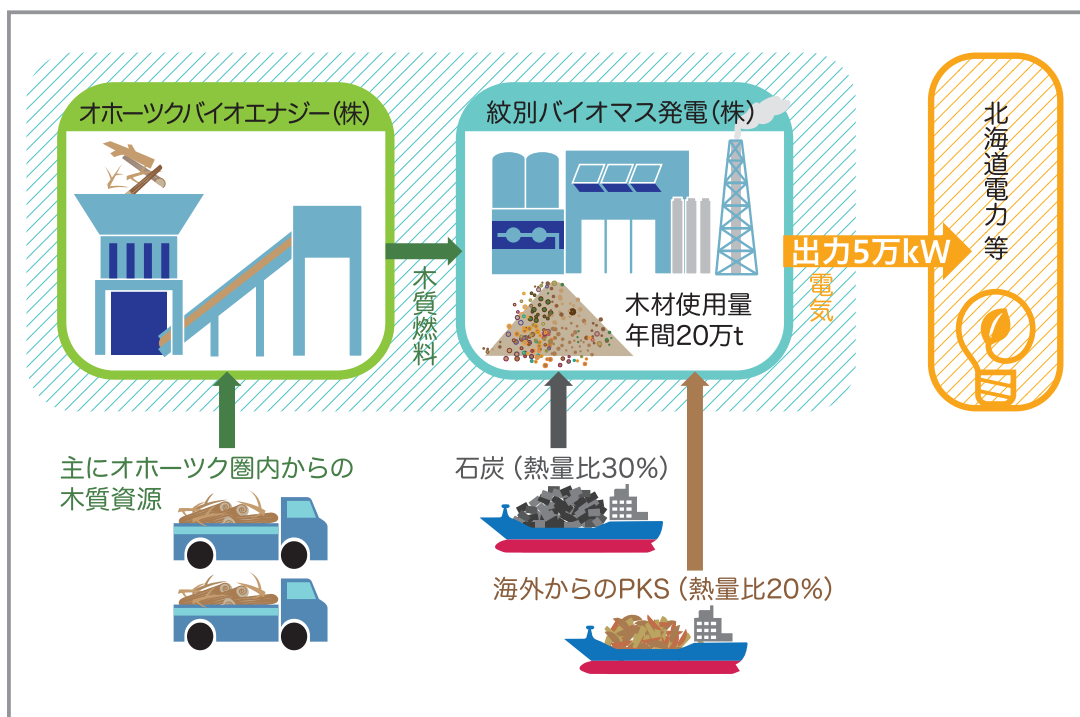 オホーツクバイオエナジー(株)
紋別バイオマス発電(株)
北海道電力 等
出力5万kW
電気
木質燃料
木材使用量
年間20万t
主にオホーツク圏内からの
木質資源
石炭(熱量比30%)
海外からのPKS(熱量比20%)